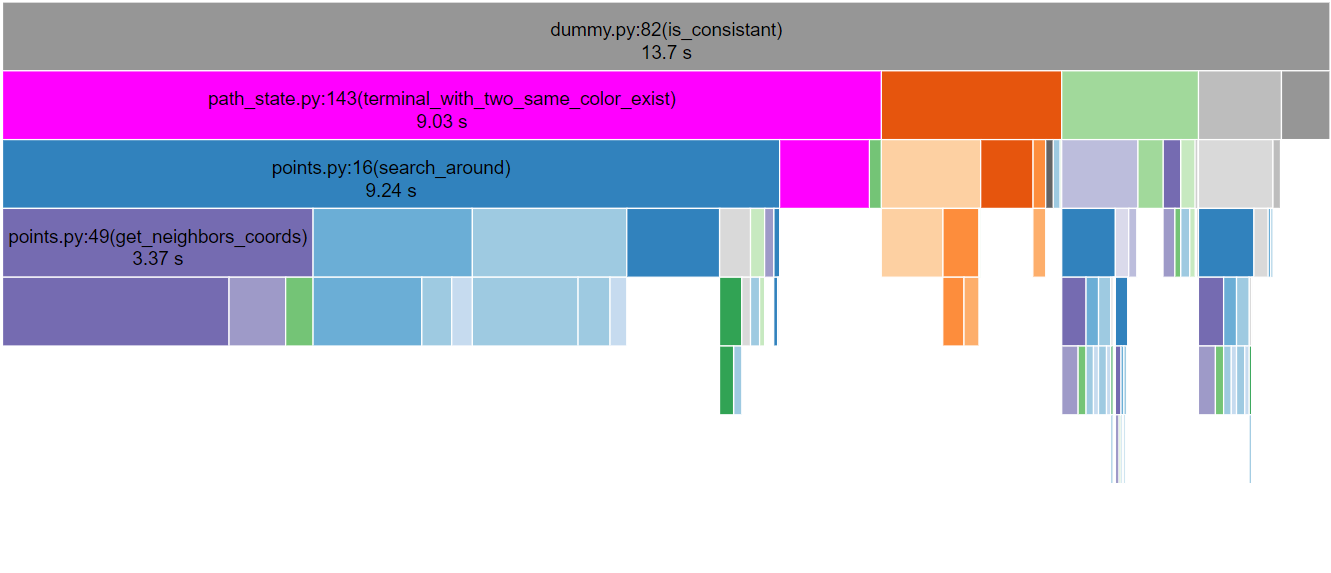 dummy.py:82(is_consistant)
13.7 s
path_state.py:143(terminal_with_two_same_color_exist)
9.03 s
points.py:16(search_around)
9.24 s
points.py:49(get_neighbors_coords)
3.37 s